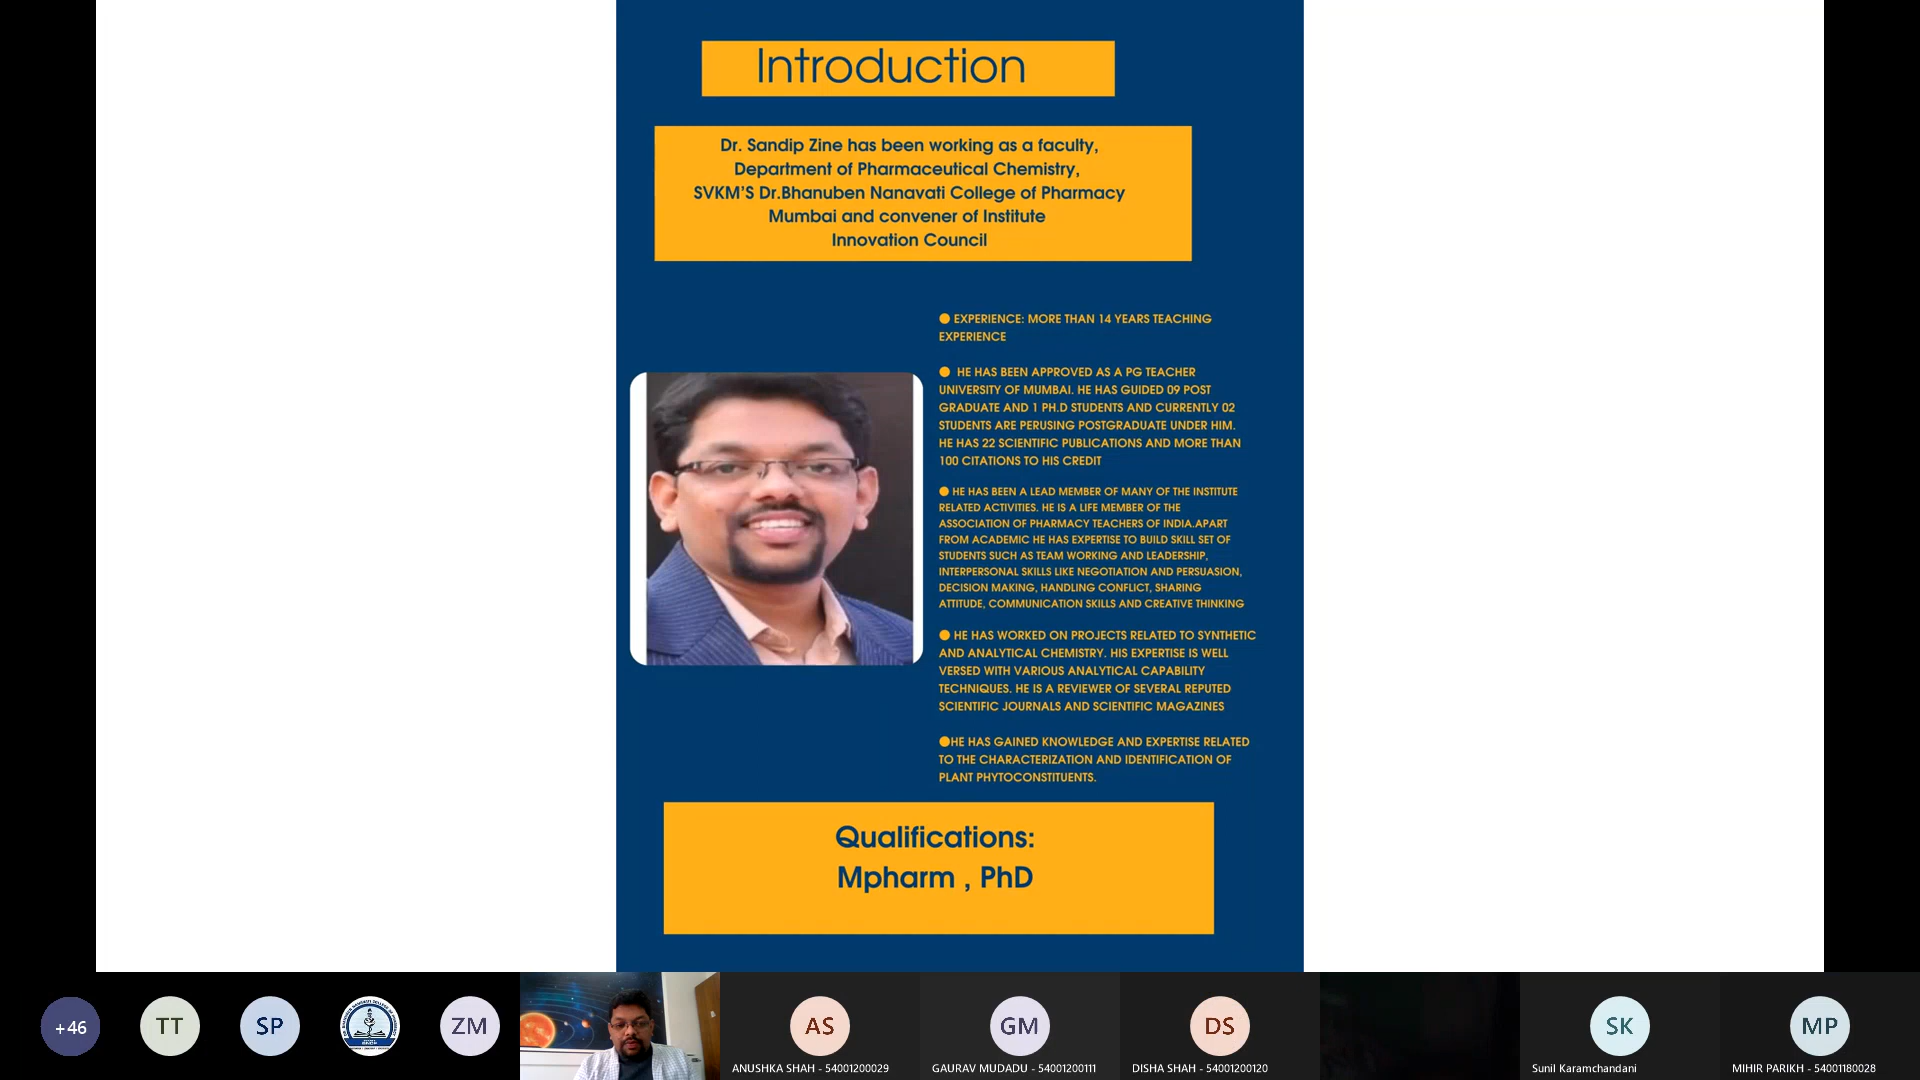 Introduction
Dr. Sandip Zine has been working as a faculty,
Department of Pharmaceutical Chemistry,
SVKM'S Dr.Bhanuben Nanavati College of Pharmacy
Mumbai and convener of Institute
Innovation Council
● EXPERIENCE: MORE THAN 14 YEARS TEACHING
EXPERIENCE
● HE HAS BEEN APPROVED AS A PG TEACHER
UNIVERSITY OF MUMBAI. HE HAS GUIDED 09 POST
GRADUATE AND 1 PH.D STUDENTS AND CURRENTLY 02
STUDENTS ARE PERUSING POSTGRADUATE UNDER HIM.
HE HAS 22 SCIENTIFIC PUBLICATIONS AND MORE THAN
100 CITATIONS TO HIS CREDIT
● HE HAS BEEN A LEAD MEMBER OF MANY OF THE INSTITUTE
RELATED ACTIVITIES. HE IS A LIFE MEMBER OF THE
ASSOCIATION OF PHARMACY TEACHERS OF INDIA.APART
FROM ACADEMIC HE HAS EXPERTISE TO BUILD SKILL SET OF
STUDENTS SUCH AS TEAM WORKING AND LEADERSHIP,
INTERPERSONAL SKILLS LIKE NEGOTIATION AND PERSUASION,
DECISION MAKING, HANDLING CONFLICT, SHARING
ATTITUDE, COMMUNICATION SKILLS AND CREATIVE THINKING
● HE HAS WORKED ON PROJECTS RELATED TO SYNTHETIC
AND ANALYTICAL CHEMISTRY. HIS EXPERTISE IS WELL
VERSED WITH VARIOUS ANALYTICAL CAPABILITY
TECHNIQUES. HE IS A REVIEWER OF SEVERAL REPUTED
SCIENTIFIC JOURNALS AND SCIENTIFIC MAGAZINES
●HE HAS GAINED KNOWLEDGE AND EXPERTISE RELATED
TO THE CHARACTERIZATION AND IDENTIFICATION OF
PLANT PHYTOCONSTITUENTS.
Qualifications:
Mpharm , PhD
+46
TT
SP
ZM
AS
GM
DS
SK
MP
ANUSHKA SHAH - 54001200029
GAURAV MUDADU - 54001200111
DISHA SHAH - 54001200120
Sunil Karamchandani
MIHIR PARIKH - 54001180028